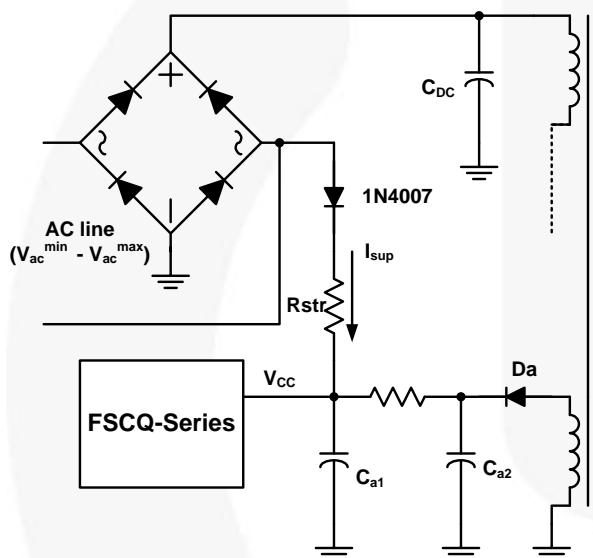 +
C_DC
~
~
1N4007
–
AC line
(V_ac^min - V_ac^max)
I_sup
Rstr
Da
V_CC
FSCQ-Series
C_a1
C_a2